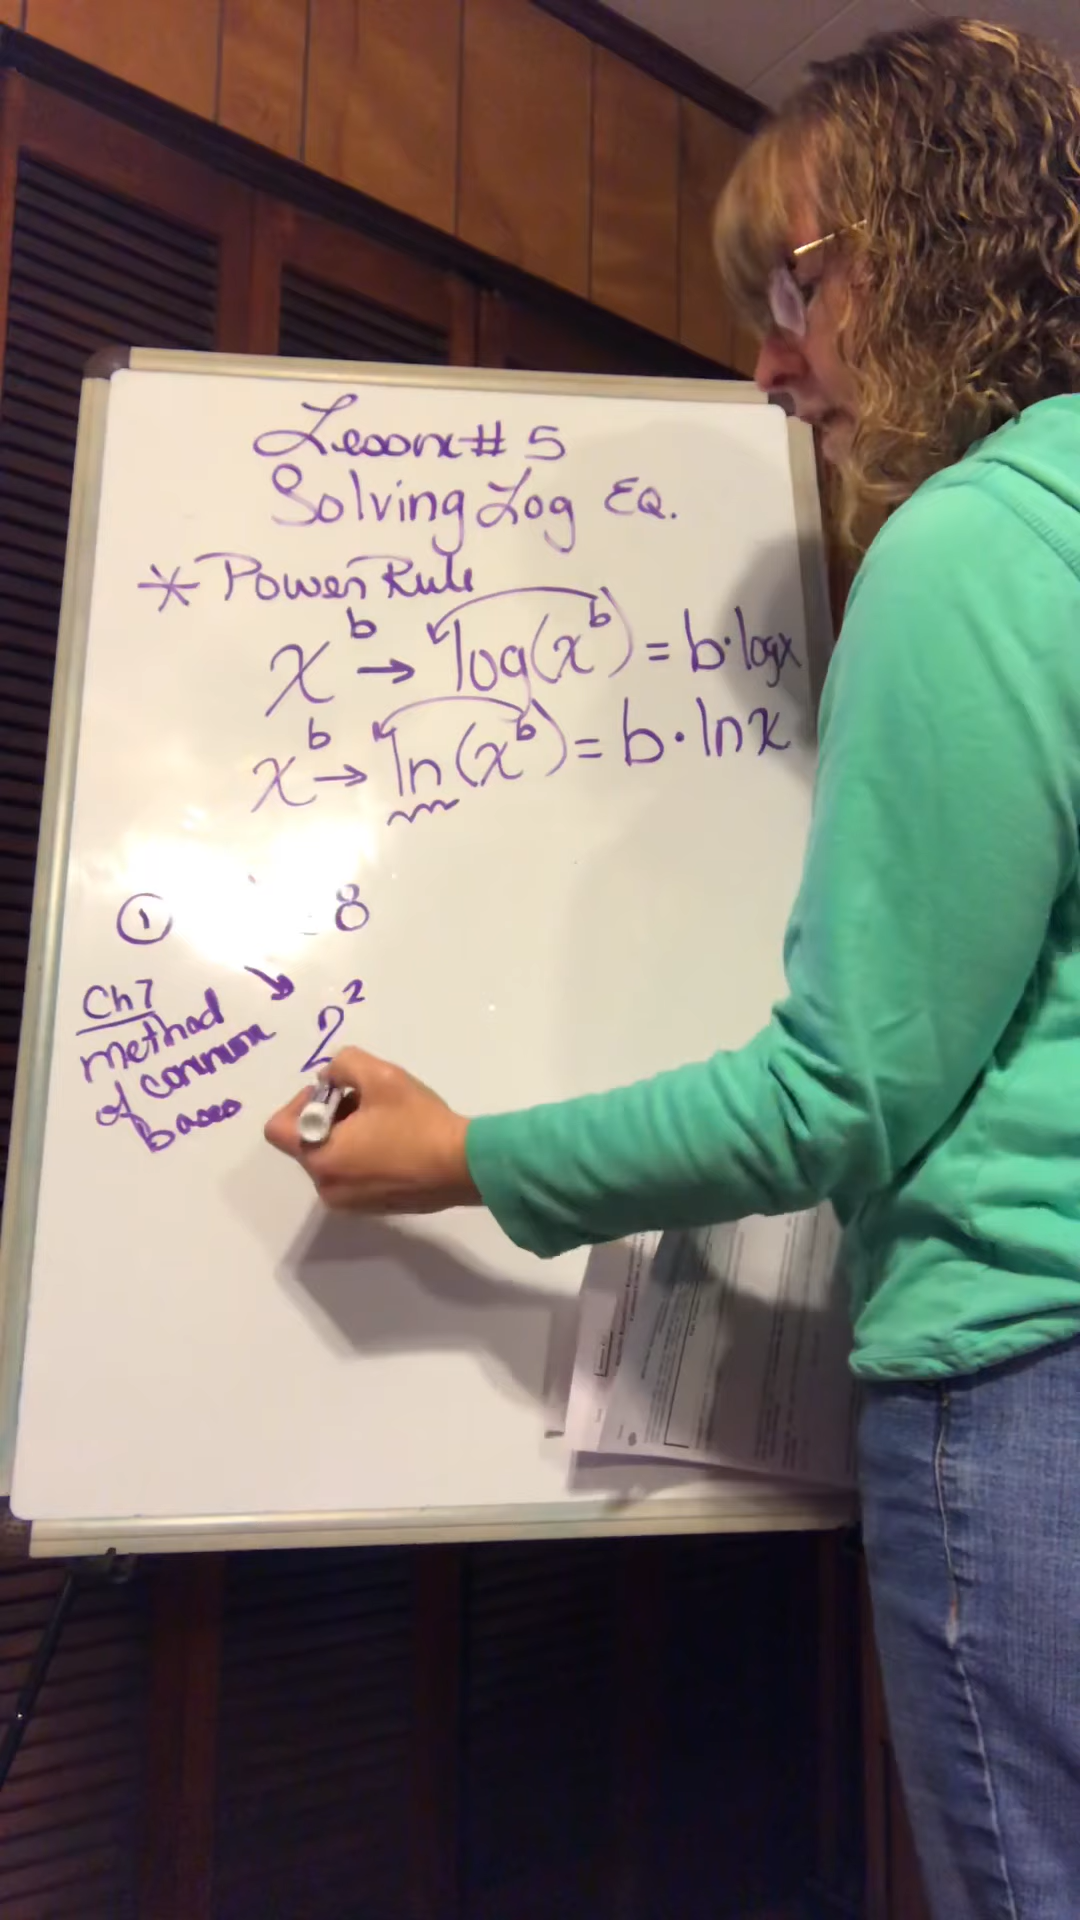 Lesson # 5
Solving Log EQ.
* Power Rule
x^b → log(x^b) = b·logx
x^b → ln(x^b) = b·lnx
① 8
Ch7
method
of common
bases
2^2